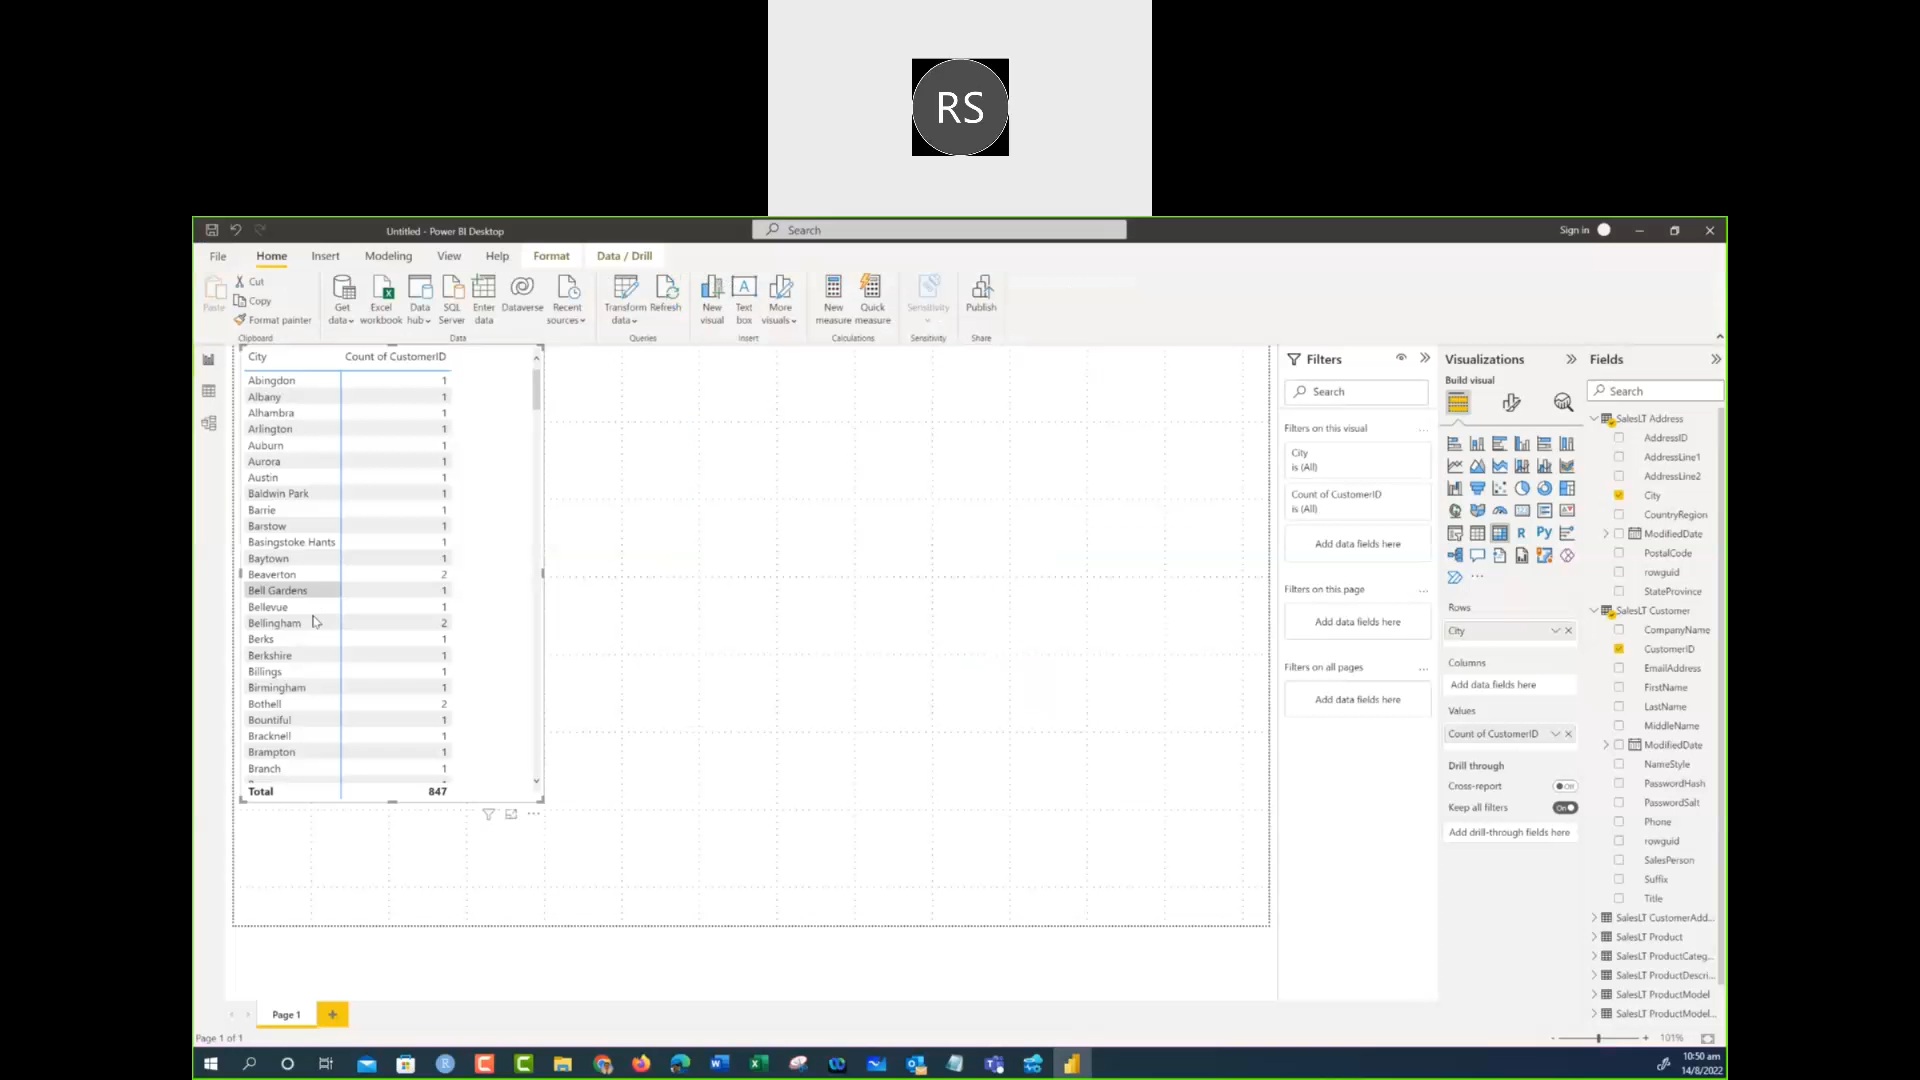 RS
Untitled - Power BI Desktop
Search
Sign in
File Home Insert Modeling View Help Format Data / Drill
Paste
Cut
Copy
Format painter
Clipboard
Get data
Excel workbook
Data hub
SQL Server
Enter data
Dataverse
Recent sources
Data
Transform data
Refresh
Queries
New visual
Text box
More visuals
Insert
New measure
Quick measure
Calculations
Sensitivity
Sensitivity
Publish
Share
City Count of CustomerID
Abingdon 1
Albany 1
Alhambra 1
Arlington 1
Auburn 1
Aurora 1
Austin 1
Baldwin Park 1
Barrie 1
Barstow 1
Basingstoke Hants 1
Baytown 1
Beaverton 2
Bell Gardens 1
Bellevue 1
Bellingham 2
Berks 1
Berkshire 1
Billings 1
Birmingham 1
Bothell 2
Bountiful 1
Bracknell 1
Brampton 1
Branch 1
Total 847
Filters
Search
Filters on this visual
City
is (All)
Count of CustomerID
is (All)
Add data fields here
Filters on this page
Add data fields here
Filters on all pages
Add data fields here
Visualizations
Build visual
R Py
Rows
City
Columns
Add data fields here
Values
Count of CustomerID
Drill through
Cross-report Off
Keep all filters On
Add drill-through fields here
Fields
Search
SalesLT Address
AddressID
AddressLine1
AddressLine2
City
CountryRegion
ModifiedDate
PostalCode
rowguid
StateProvince
SalesLT Customer
CompanyName
CustomerID
EmailAddress
FirstName
LastName
MiddleName
ModifiedDate
NameStyle
PasswordHash
PasswordSalt
Phone
rowguid
SalesPerson
Suffix
Title
SalesLT CustomerAdd...
SalesLT Product
SalesLT ProductCateg...
SalesLT ProductDescri...
SalesLT ProductModel
SalesLT ProductModel...
Page 1
Page 1 of 1
- + 101%
10:50 am
14/8/2022